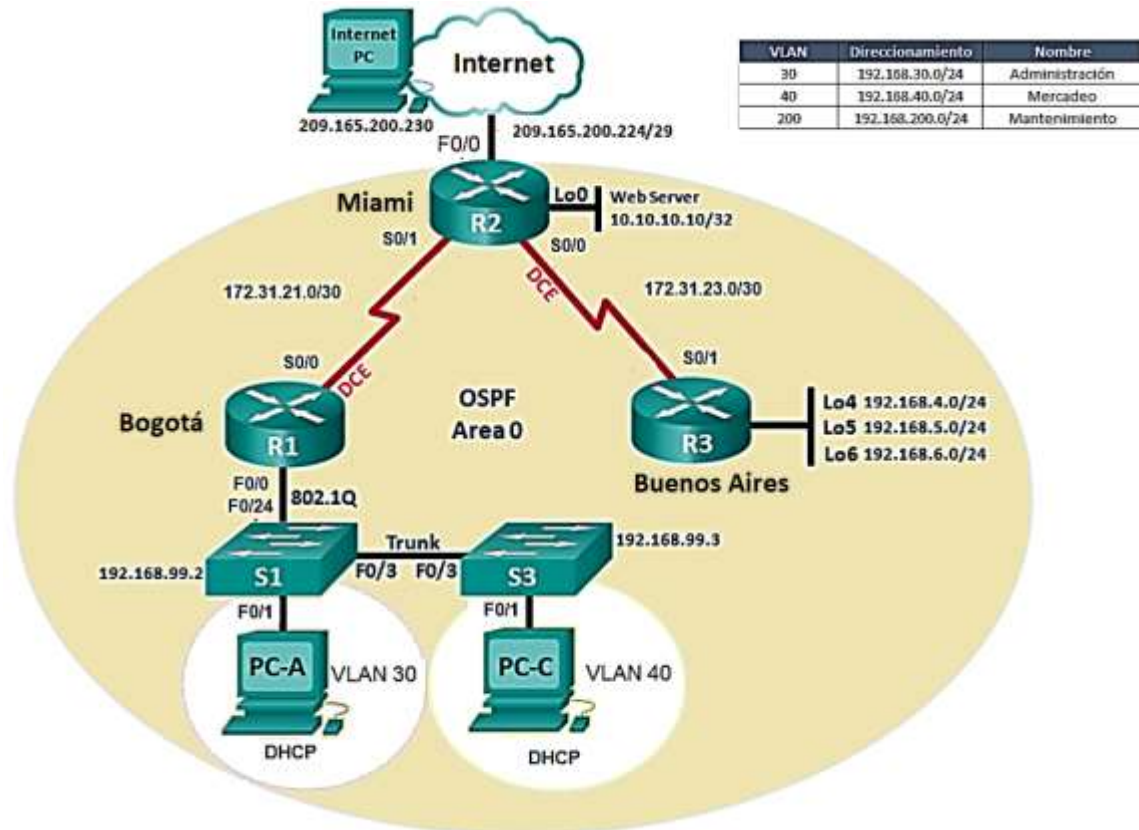 Internet
PC
Internet
209.165.200.230
209.165.200.224/29
F0/0
VLAN Direccionamiento Nombre
30 192.168.30.0/24 Administración
40 192.168.40.0/24 Mercadeo
200 192.168.200.0/24 Mantenimiento
Miami
R2
Lo0
Web Server
10.10.10.10/32
S0/1
S0/0
DCE
172.31.21.0/30
172.31.23.0/30
S0/0
DCE
S0/1
Bogotá
R1
OSPF
Area 0
R3
Lo4 192.168.4.0/24
Lo5 192.168.5.0/24
Lo6 192.168.6.0/24
Buenos Aires
F0/0
F0/24
802.1Q
Trunk
192.168.99.3
192.168.99.2
S1
F0/3
F0/3
S3
F0/1
F0/1
PC-A
VLAN 30
PC-C
VLAN 40
DHCP
DHCP